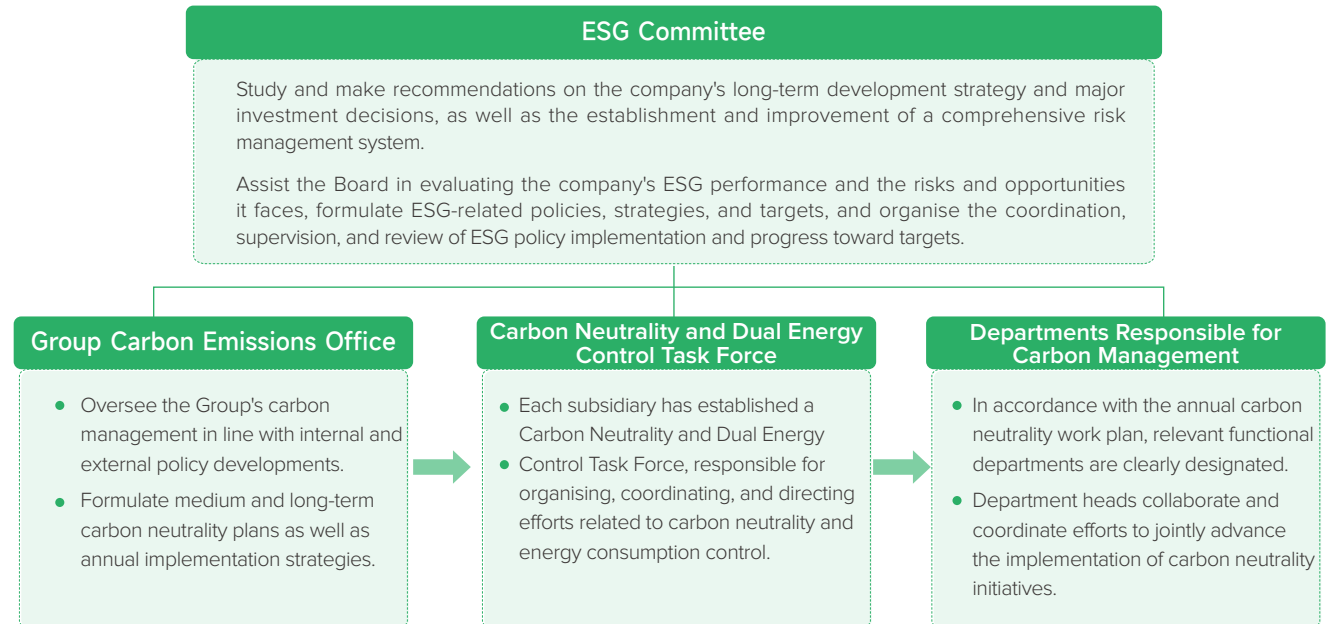 ESG Committee
Study and make recommendations on the company's long-term development strategy and major
investment decisions, as well as the establishment and improvement of a comprehensive risk
management system.
Assist the Board in evaluating the company's ESG performance and the risks and opportunities
it faces, formulate ESG-related policies, strategies, and targets, and organise the coordination,
supervision, and review of ESG policy implementation and progress toward targets.
Group Carbon Emissions Office
• Oversee the Group's carbon
management in line with internal and
external policy developments.
• Formulate medium and long-term
carbon neutrality plans as well as
annual implementation strategies.
Carbon Neutrality and Dual Energy
Control Task Force
• Each subsidiary has established a
Carbon Neutrality and Dual Energy
• Control Task Force, responsible for
organising, coordinating, and directing
efforts related to carbon neutrality and
energy consumption control.
Departments Responsible for
Carbon Management
• In accordance with the annual carbon
neutrality work plan, relevant functional
departments are clearly designated.
• Department heads collaborate and
coordinate efforts to jointly advance
the implementation of carbon neutrality
initiatives.